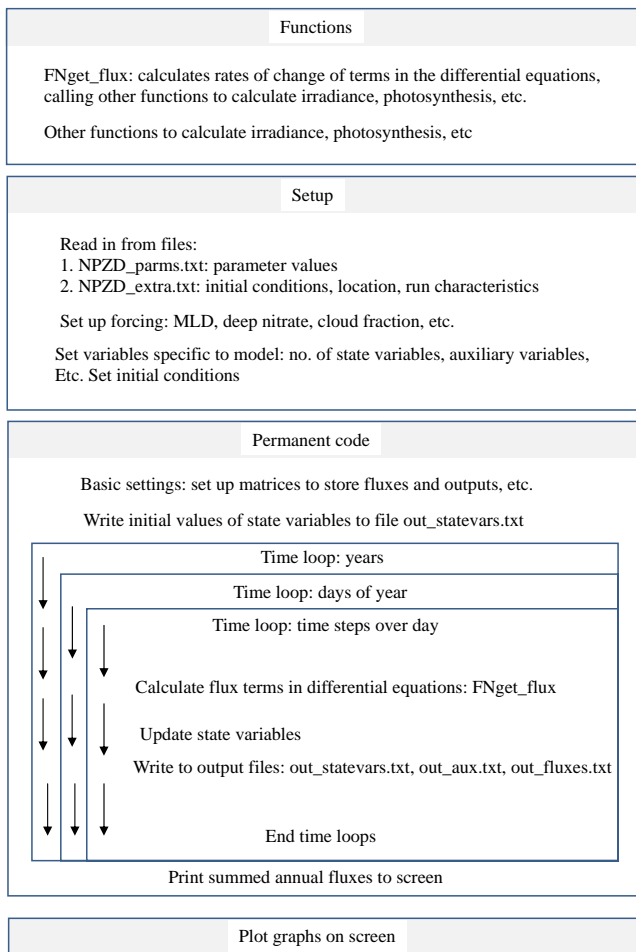 Functions
FNget_flux: calculates rates of change of terms in the differential equations,
calling other functions to calculate irradiance, photosynthesis, etc.
Other functions to calculate irradiance, photosynthesis, etc
Setup
Read in from files:
1. NPZD_parms.txt: parameter values
2. NPZD_extra.txt: initial conditions, location, run characteristics
Set up forcing: MLD, deep nitrate, cloud fraction, etc.
Set variables specific to model: no. of state variables, auxiliary variables,
Etc. Set initial conditions
Permanent code
Basic settings: set up matrices to store fluxes and outputs, etc.
Write initial values of state variables to file out_statevars.txt
Time loop: years
Time loop: days of year
Time loop: time steps over day
Calculate flux terms in differential equations: FNget_flux
Update state variables
Write to output files: out_statevars.txt, out_aux.txt, out_fluxes.txt
End time loops
Print summed annual fluxes to screen
Plot graphs on screen